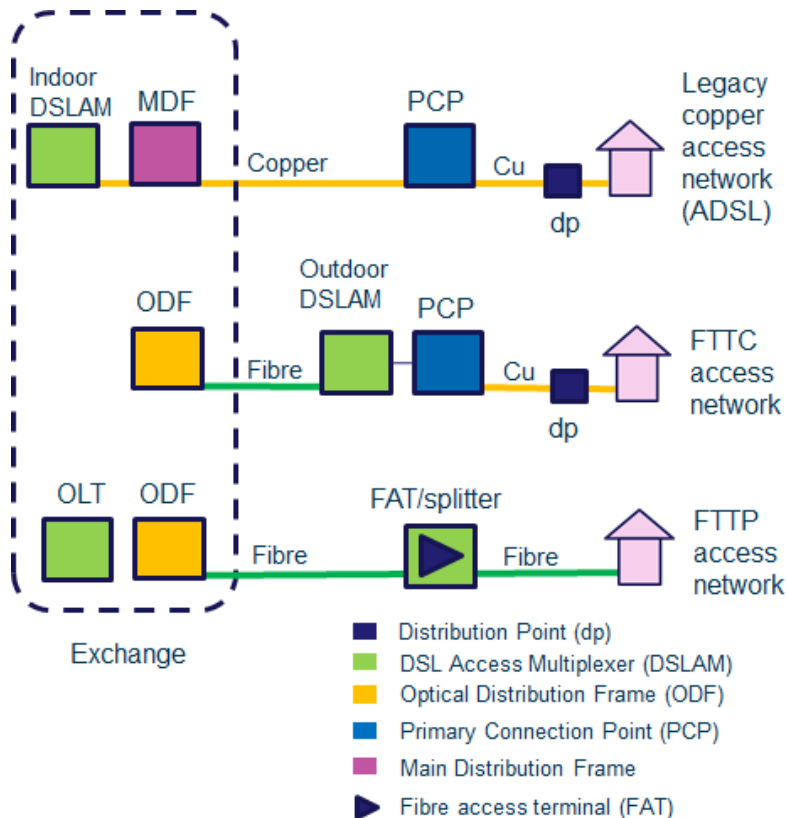 Indoor
DSLAM
MDF
PCP
Legacy
copper
access
network
(ADSL)
Copper
Cu
dp
ODF
Outdoor
DSLAM
PCP
FTTC
access
network
Fibre
Cu
dp
OLT
ODF
FAT/splitter
FTTP
access
network
Fibre
Fibre
Exchange
Distribution Point (dp)
DSL Access Multiplexer (DSLAM)
Optical Distribution Frame (ODF)
Primary Connection Point (PCP)
Main Distribution Frame
Fibre access terminal (FAT)